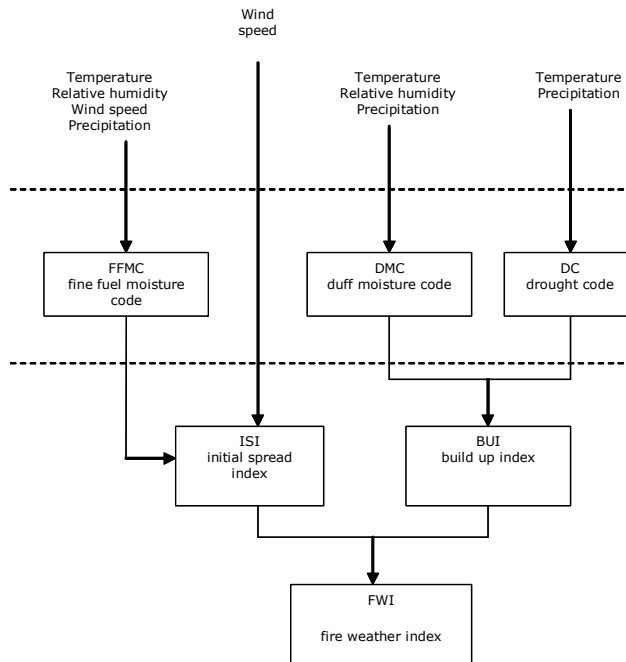 Wind
speed
Temperature
Relative humidity
Wind speed
Precipitation
Temperature
Relative humidity
Precipitation
Temperature
Precipitation
FFMC
fine fuel moisture
code
DMC
duff moisture code
DC
drought code
ISI
initial spread
index
BUI
build up index
FWI
fire weather index